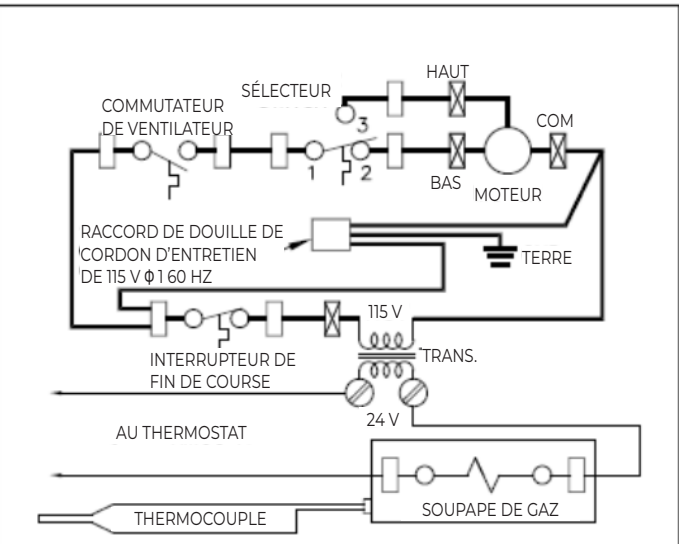 HAUT
SÉLECTEUR
COMMUTATEUR
DE VENTILATEUR
3
COM
1
2
BAS
MOTEUR
RACCORD DE DOUILLE DE
CORDON D'ENTRETIEN
DE 115 V Φ 1 60 HZ
TERRE
115 V
INTERRUPTEUR DE
FIN DE COURSE
TRANS.
24 V
AU THERMOSTAT
SOUPAPE DE GAZ
THERMOCOUPLE